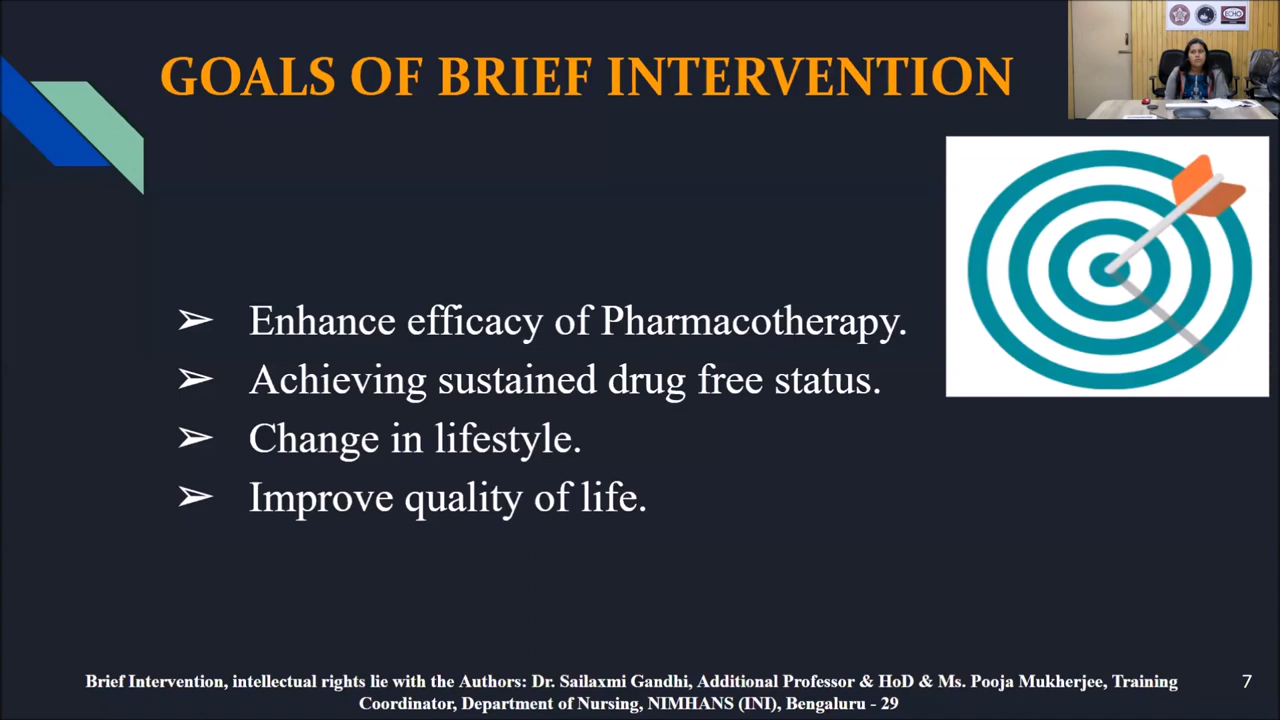 GOALS OF BRIEF INTERVENTION
➢ Enhance efficacy of Pharmacotherapy.
➢ Achieving sustained drug free status.
➢ Change in lifestyle.
➢ Improve quality of life.
Brief Intervention, intellectual rights lie with the Authors: Dr. Sailaxmi Gandhi, Additional Professor & HoD & Ms. Pooja Mukherjee, Training
Coordinator, Department of Nursing, NIMHANS (INI), Bengaluru - 29
7